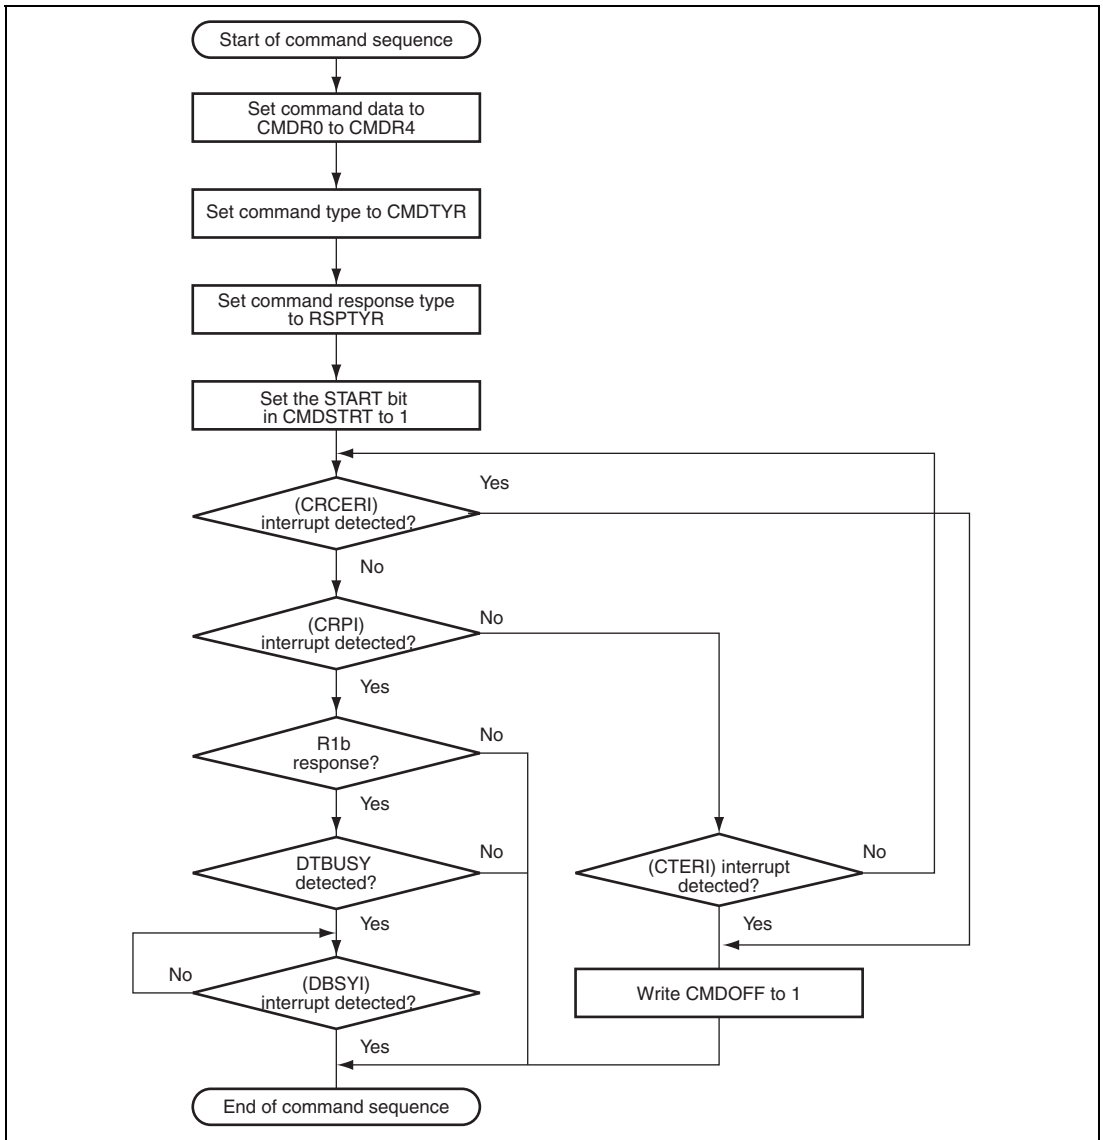 Start of command sequence
Set command data to
CMDR0 to CMDR4
Set command type to CMDTYR
Set command response type
to RSPTYR
Set the START bit
in CMDSTRT to 1
Yes
(CRCERI)
interrupt detected?
No
No
(CRPI)
interrupt detected?
Yes
No
R1b
response?
Yes
No
DTBUSY
detected?
No
(CTERI) interrupt
detected?
Yes
Yes
No
(DBSYI)
interrupt detected?
Write CMDOFF to 1
Yes
End of command sequence